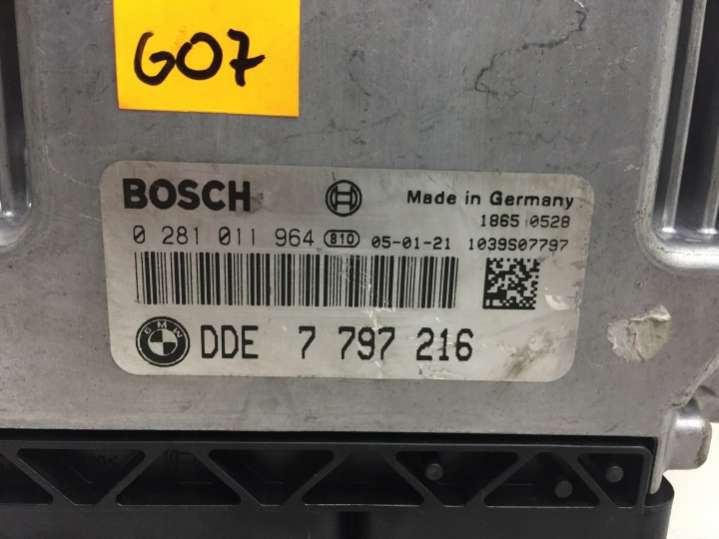 G07
BOSCH Made in Germany
1865 0528
0 281 011 964 810 05-01-21 1039S07797
BMW DDE 7 797 216